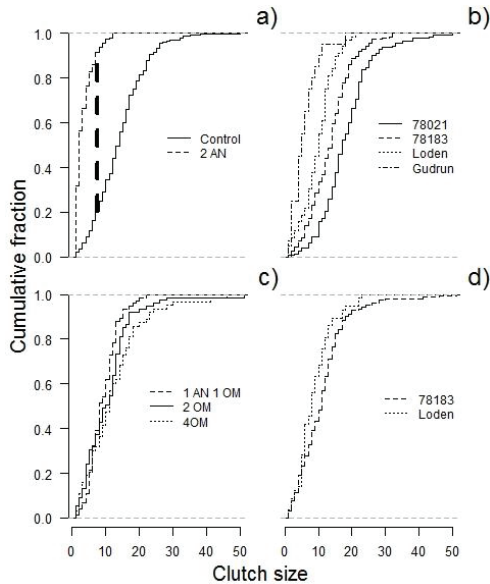 a)
b)
1.0
0.8
0.6
0.4
0.2
0.0
Control
2 AN
78021
78183
Loden
Gudrun
Cumulative fraction
c)
d)
1.0
0.8
0.6
0.4
0.2
0.0
1 AN 1 OM
2 OM
4OM
78183
Loden
0 10 20 30 40 50
0 10 20 30 40 50
Clutch size